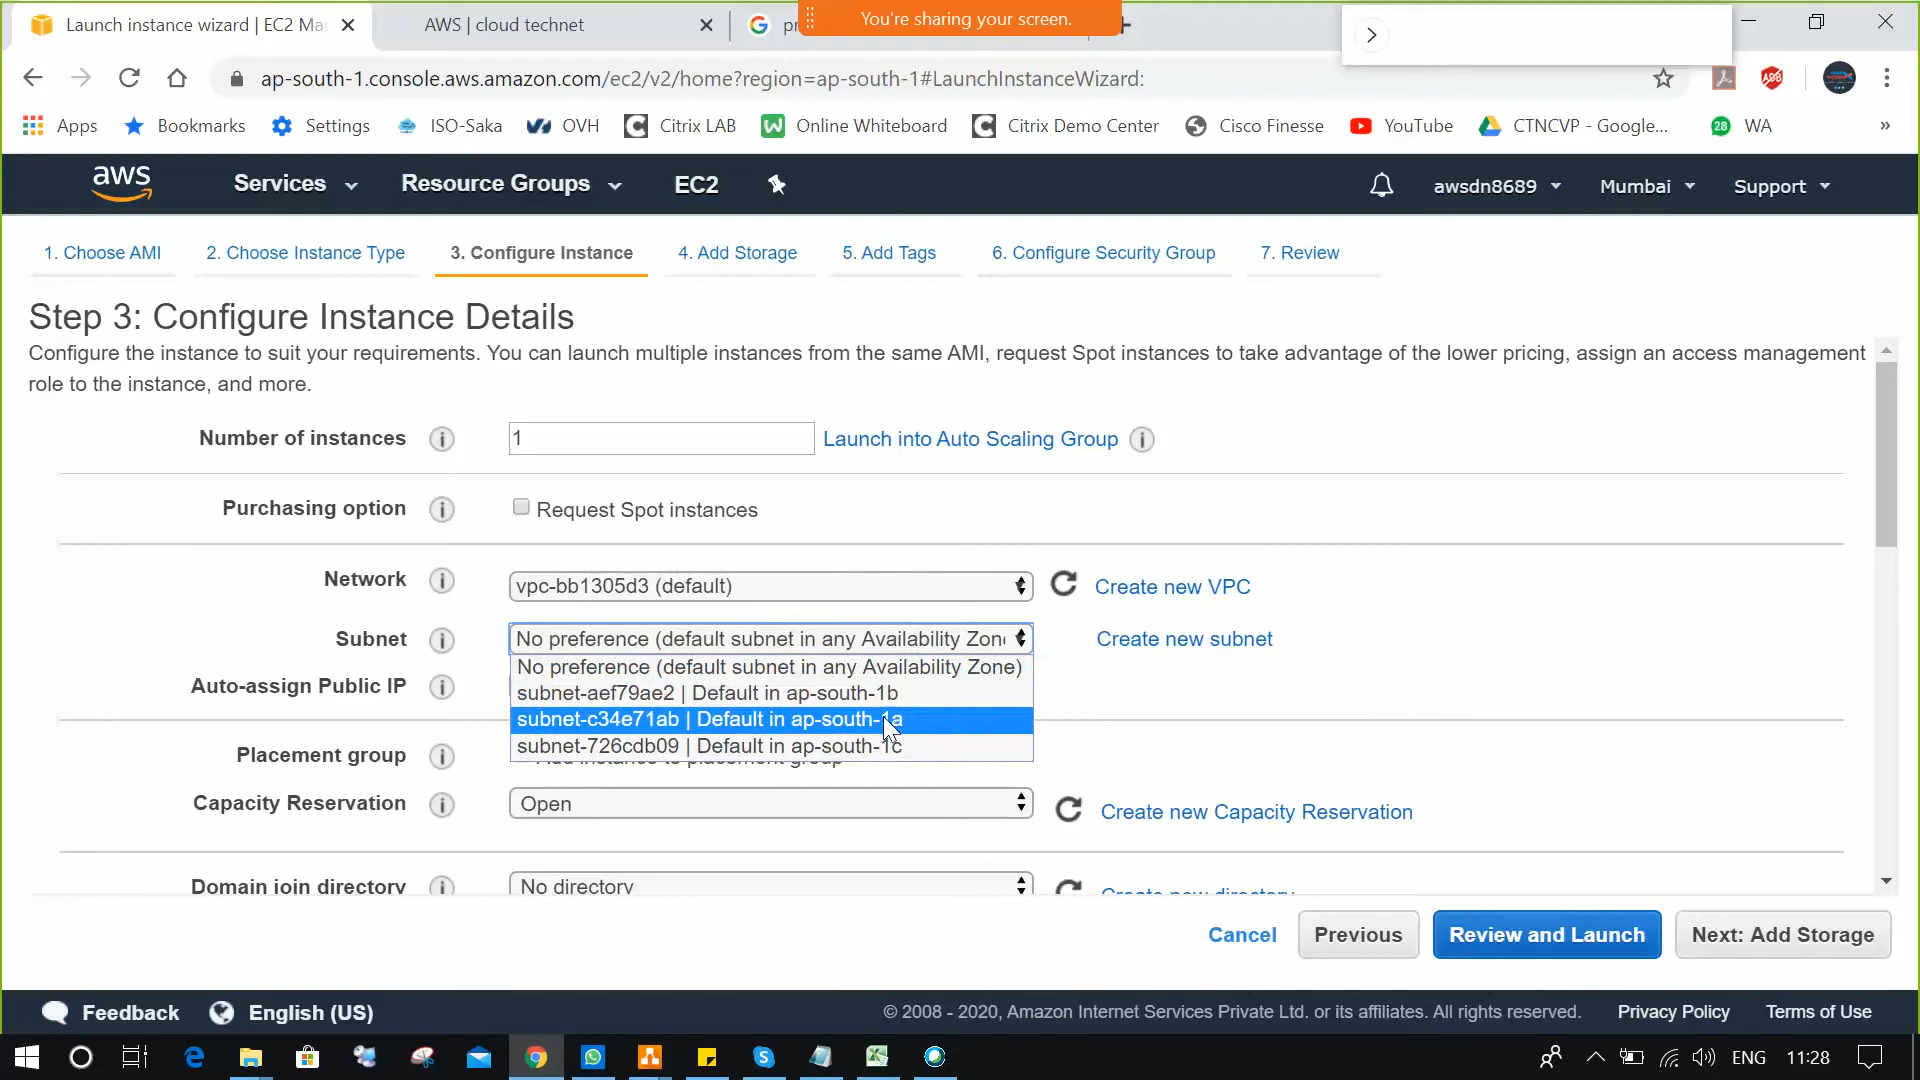 Launch instance wizard | EC2 Ma
AWS | cloud technet
pr
You're sharing your screen.
ap-south-1.console.aws.amazon.com/ec2/v2/home?region=ap-south-1#LaunchInstanceWizard:
Apps
Bookmarks
Settings
ISO-Saka
OVH
Citrix LAB
Online Whiteboard
Citrix Demo Center
Cisco Finesse
YouTube
CTNCVP - Google...
28
WA
»
aws
Services
Resource Groups
EC2
awsdn8689
Mumbai
Support
1. Choose AMI
2. Choose Instance Type
3. Configure Instance
4. Add Storage
5. Add Tags
6. Configure Security Group
7. Review
Step 3: Configure Instance Details
Configure the instance to suit your requirements. You can launch multiple instances from the same AMI, request Spot instances to take advantage of the lower pricing, assign an access management
role to the instance, and more.
Number of instances
1
Launch into Auto Scaling Group
Purchasing option
Request Spot instances
Network
vpc-bb1305d3 (default)
Create new VPC
Subnet
No preference (default subnet in any Availability Zone
Create new subnet
No preference (default subnet in any Availability Zone)
subnet-aef79ae2 | Default in ap-south-1b
subnet-c34e71ab | Default in ap-south-1a
subnet-726cdb09 | Default in ap-south-1c
Auto-assign Public IP
Placement group
Add instance to placement group
Capacity Reservation
Open
Create new Capacity Reservation
Domain join directory
No directory
Create new directory
Cancel
Previous
Review and Launch
Next: Add Storage
Feedback
English (US)
© 2008 - 2020, Amazon Internet Services Private Ltd. or its affiliates. All rights reserved.
Privacy Policy
Terms of Use
ENG
11:28